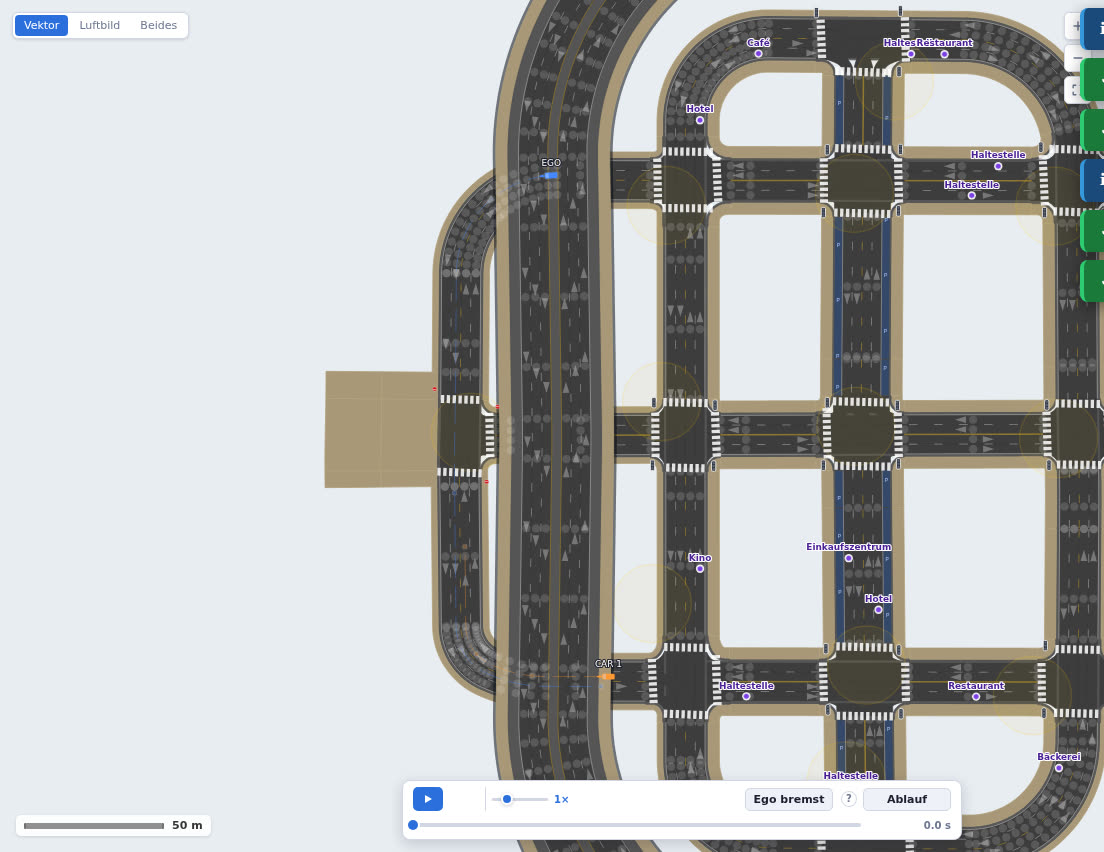 Vektor Luftbild Beides
Café
Haltes
Restaurant
Hotel
EGO
Haltestelle
Haltestelle
Einkaufszentrum
Kino
Hotel
CAR 1
Haltestelle
Restaurant
Bäckerei
Haltestelle
1×
Ego bremst
?
Ablauf
0.0 s
50 m